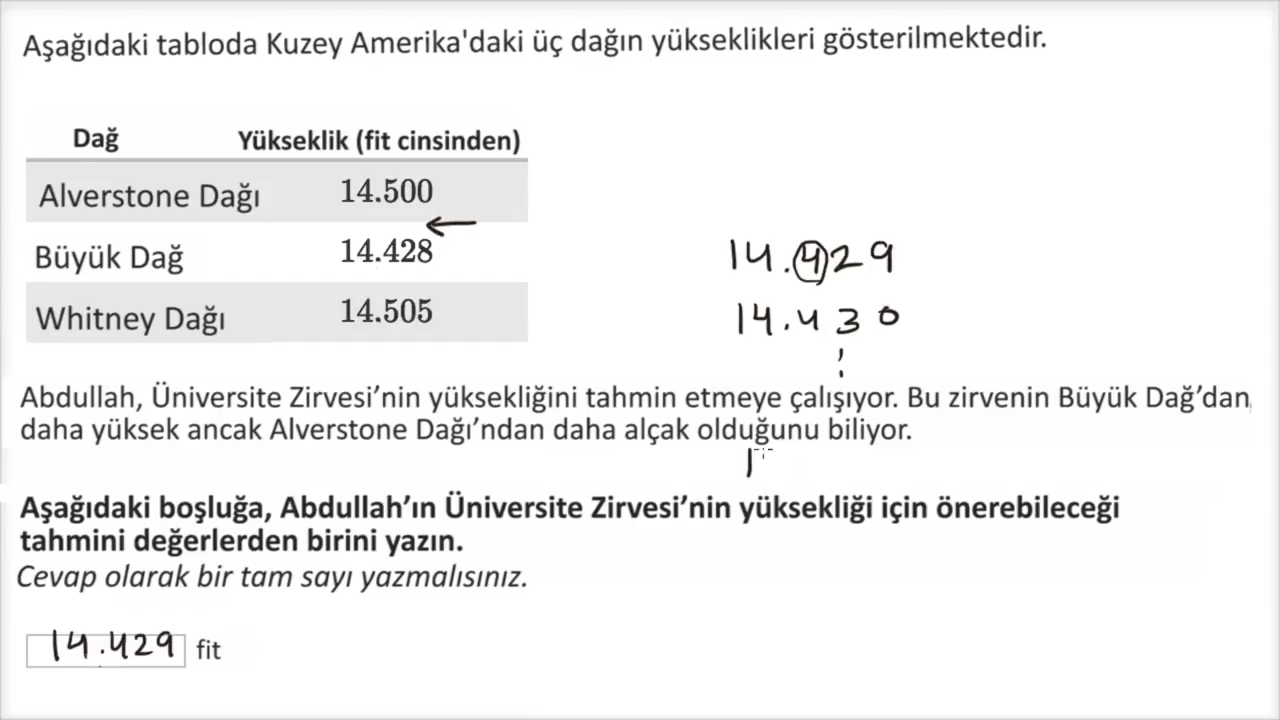 Aşağıdaki tabloda Kuzey Amerika'daki üç dağın yükseklikleri gösterilmektedir.
Dağ Yükseklik (fit cinsinden)
Alverstone Dağı 14.500
Büyük Dağ 14.428
Whitney Dağı 14.505
14.429
14.430
Abdullah, Üniversite Zirvesi’nin yüksekliğini tahmin etmeye çalışıyor. Bu zirvenin Büyük Dağ’dan
daha yüksek ancak Alverstone Dağı’ndan daha alçak olduğunu biliyor.
1
Aşağıdaki boşluğa, Abdullah’ın Üniversite Zirvesi’nin yüksekliği için önerebileceği
tahmini değerlerden birini yazın.
Cevap olarak bir tam sayı yazmalısınız.
14.429 fit